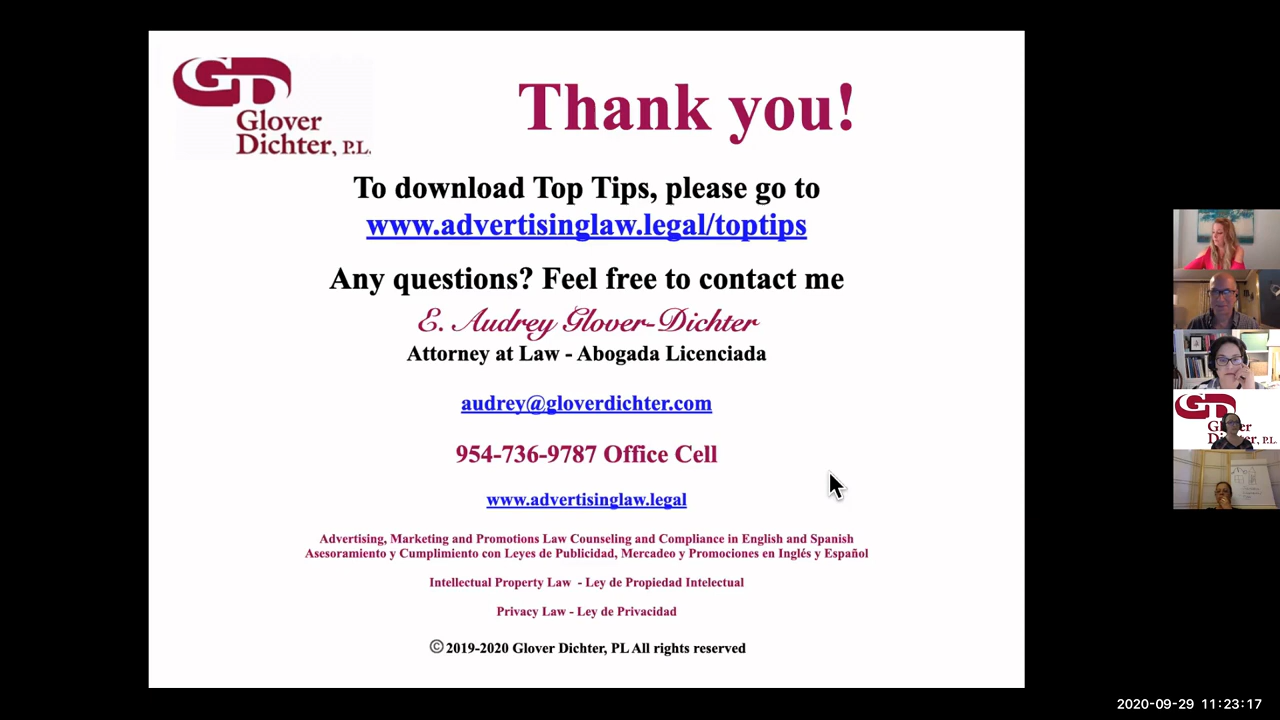 GD
Glover
Dichter, P.L.
Thank you!
To download Top Tips, please go to
www.advertisinglaw.legal/toptips
Any questions? Feel free to contact me
E. Audrey Glover-Dichter
Attorney at Law - Abogada Licenciada
audrey@gloverdichter.com
954-736-9787 Office Cell
www.advertisinglaw.legal
Advertising, Marketing and Promotions Law Counseling and Compliance in English and Spanish
Asesoramiento y Cumplimiento con Leyes de Publicidad, Mercadeo y Promociones en Inglés y Español
Intellectual Property Law - Ley de Propiedad Intelectual
Privacy Law - Ley de Privacidad
©2019-2020 Glover Dichter, PL All rights reserved
GD
P.L.
2020-09-29 11:23:17